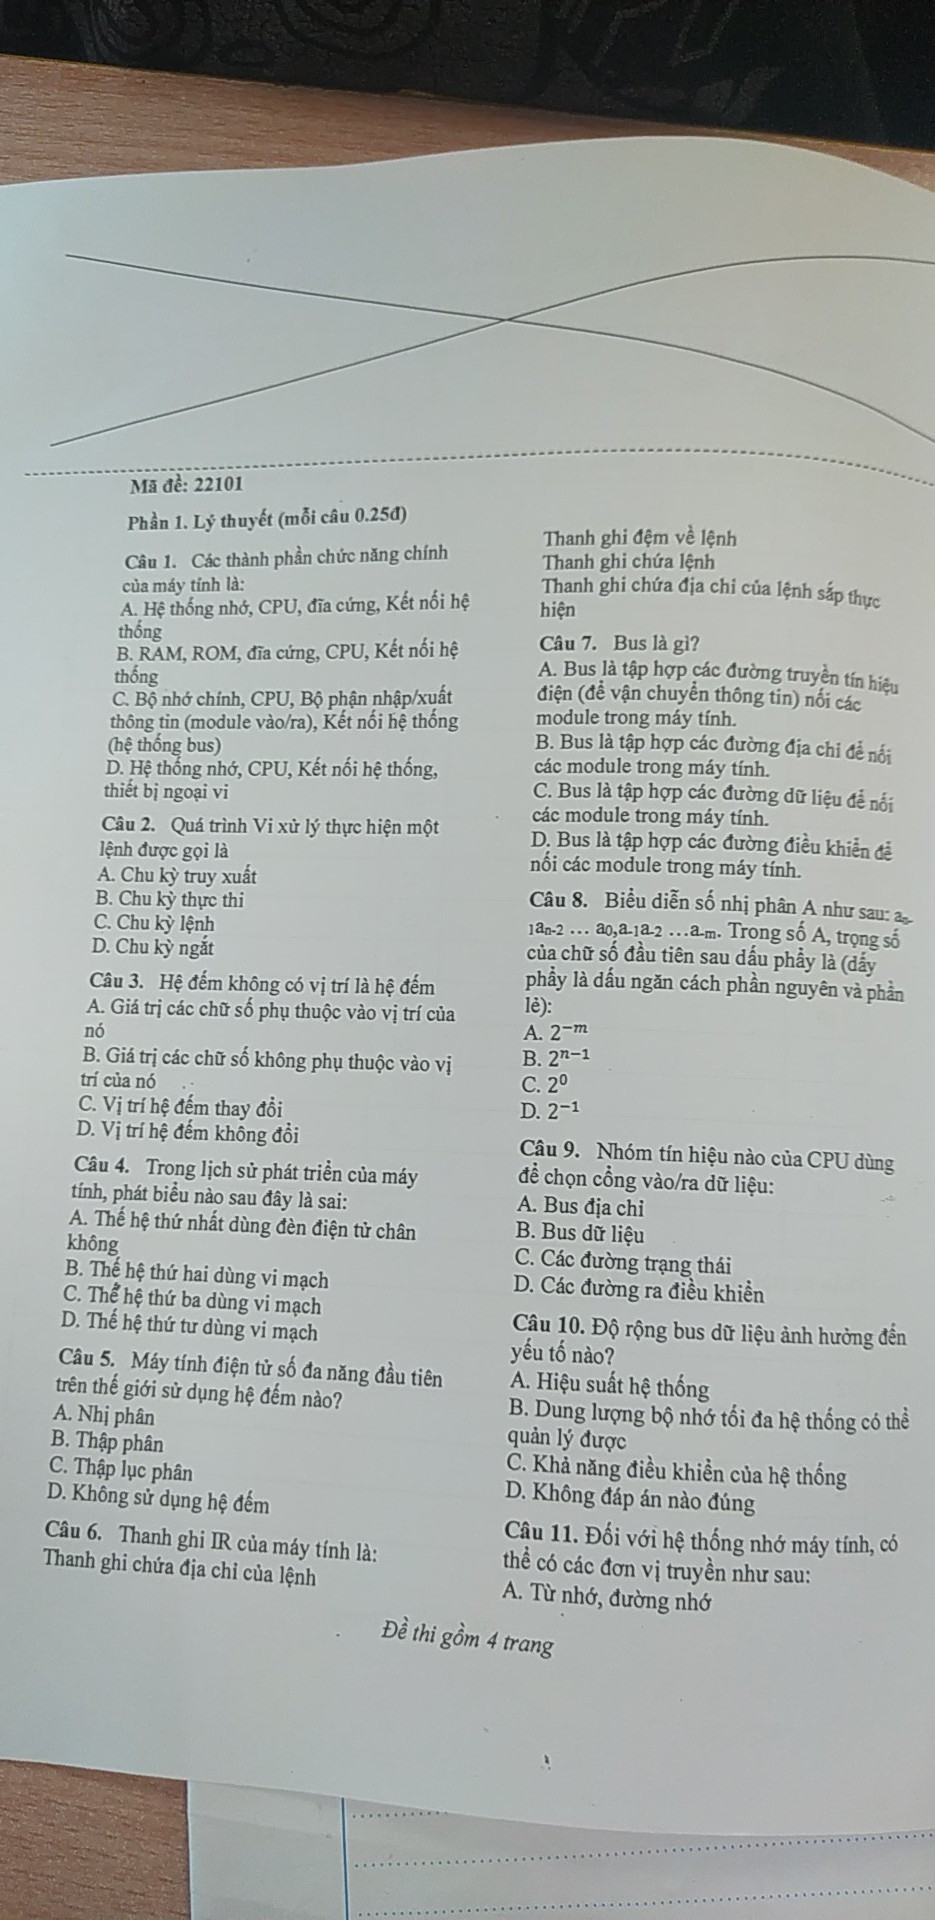 Mã đề: 22101
Phần 1. Lý thuyết (mỗi câu 0.25đ)
Câu 1. Các thành phần chức năng chính
của máy tính là:
A. Hệ thống nhớ, CPU, đĩa cứng, Kết nối hệ
thống
B. RAM, ROM, đĩa cứng, CPU, Kết nối hệ
thống
C. Bộ nhớ chính, CPU, Bộ phận nhập/xuất
thông tin (module vào/ra), Kết nối hệ thống
(hệ thống bus)
D. Hệ thống nhớ, CPU, Kết nối hệ thống,
thiết bị ngoại vi
Câu 2. Quá trình Vi xử lý thực hiện một
lệnh được gọi là
A. Chu kỳ truy xuất
B. Chu kỳ thực thi
C. Chu kỳ lệnh
D. Chu kỳ ngắt
Câu 3. Hệ đếm không có vị trí là hệ đếm
A. Giá trị các chữ số phụ thuộc vào vị trí của
nó
B. Giá trị các chữ số không phụ thuộc vào vị
trí của nó
C. Vị trí hệ đếm thay đổi
D. Vị trí hệ đếm không đổi
Câu 4. Trong lịch sử phát triển của máy
tính, phát biểu nào sau đây là sai:
A. Thế hệ thứ nhất dùng đèn điện tử chân
không
B. Thế hệ thứ hai dùng vi mạch
C. Thế hệ thứ ba dùng vi mạch
D. Thế hệ thứ tư dùng vi mạch
Câu 5. Máy tính điện tử số đa năng đầu tiên
trên thế giới sử dụng hệ đếm nào?
A. Nhị phân
B. Thập phân
C. Thập lục phân
D. Không sử dụng hệ đếm
Câu 6. Thanh ghi IR của máy tính là:
Thanh ghi chứa địa chỉ của lệnh
Thanh ghi đệm về lệnh
Thanh ghi chứa lệnh
Thanh ghi chứa địa chỉ của lệnh sắp thực
hiện
Câu 7. Bus là gì?
A. Bus là tập hợp các đường truyền tín hiệu
điện (để vận chuyển thông tin) nối các
module trong máy tính.
B. Bus là tập hợp các đường địa chỉ để nối
các module trong máy tính.
C. Bus là tập hợp các đường dữ liệu để nối
các module trong máy tính.
D. Bus là tập hợp các đường điều khiển để
nối các module trong máy tính.
Câu 8. Biểu diễn số nhị phân A như sau: aₙ₋
₁aₙ₋₂ … a₀,a₋₁a₋₂ …a₋ₘ. Trong số A, trọng số
của chữ số đầu tiên sau dấu phẩy là (dấy
phẩy là dấu ngăn cách phần nguyên và phần
lẻ):
A. 2⁻ᵐ
B. 2ⁿ⁻¹
C. 2⁰
D. 2⁻¹
Câu 9. Nhóm tín hiệu nào của CPU dùng
để chọn cổng vào/ra dữ liệu:
A. Bus địa chỉ
B. Bus dữ liệu
C. Các đường trạng thái
D. Các đường ra điều khiển
Câu 10. Độ rộng bus dữ liệu ảnh hưởng đến
yếu tố nào?
A. Hiệu suất hệ thống
B. Dung lượng bộ nhớ tối đa hệ thống có thể
quản lý được
C. Khả năng điều khiển của hệ thống
D. Không đáp án nào đúng
Câu 11. Đối với hệ thống nhớ máy tính, có
thể có các đơn vị truyền như sau:
A. Từ nhớ, đường nhớ
Đề thi gồm 4 trang